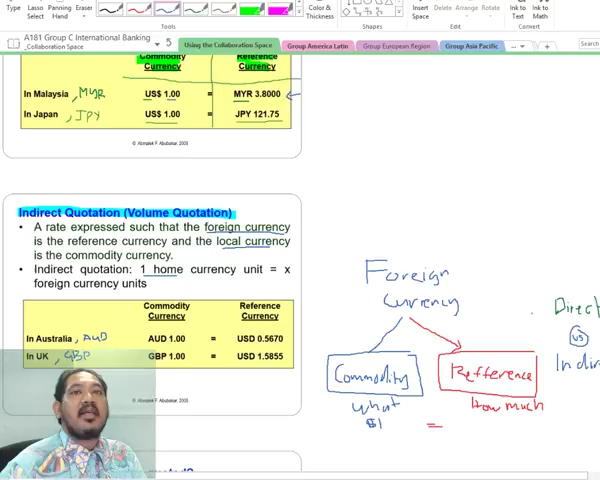 Type
Lasso
Select
Panning
Hand
Eraser
Color &
Thickness
Shapes
Insert
Space
Delete
Arrange
Rotate
Ink to
Text
Ink to
Math
Tools
Edit
Convert
A181 Group C International Banking
_Collaboration Space
5
Using the Collaboration Space
Group America Latin
Group European Region
Group Asia Pacific
...
+
Search
Commodity
Currency
Reference
Currency
In Malaysia , MYR US$ 1.00 = MYR 3.8000
In Japan , JPY US$ 1.00 = JPY 121.75
Indirect Quotation (Volume Quotation)
• A rate expressed such that the foreign currency
is the reference currency and the local currency
is the commodity currency.
• Indirect quotation: 1 home currency unit = x
foreign currency units
Commodity
Currency
Reference
Currency
In Australia , AUD AUD 1.00 = USD 0.5670
In UK , GBP GBP 1.00 = USD 1.5855
Foreign
Currency
Commodity
what
$1
=
Refference
How much
Direct
VS
Indire